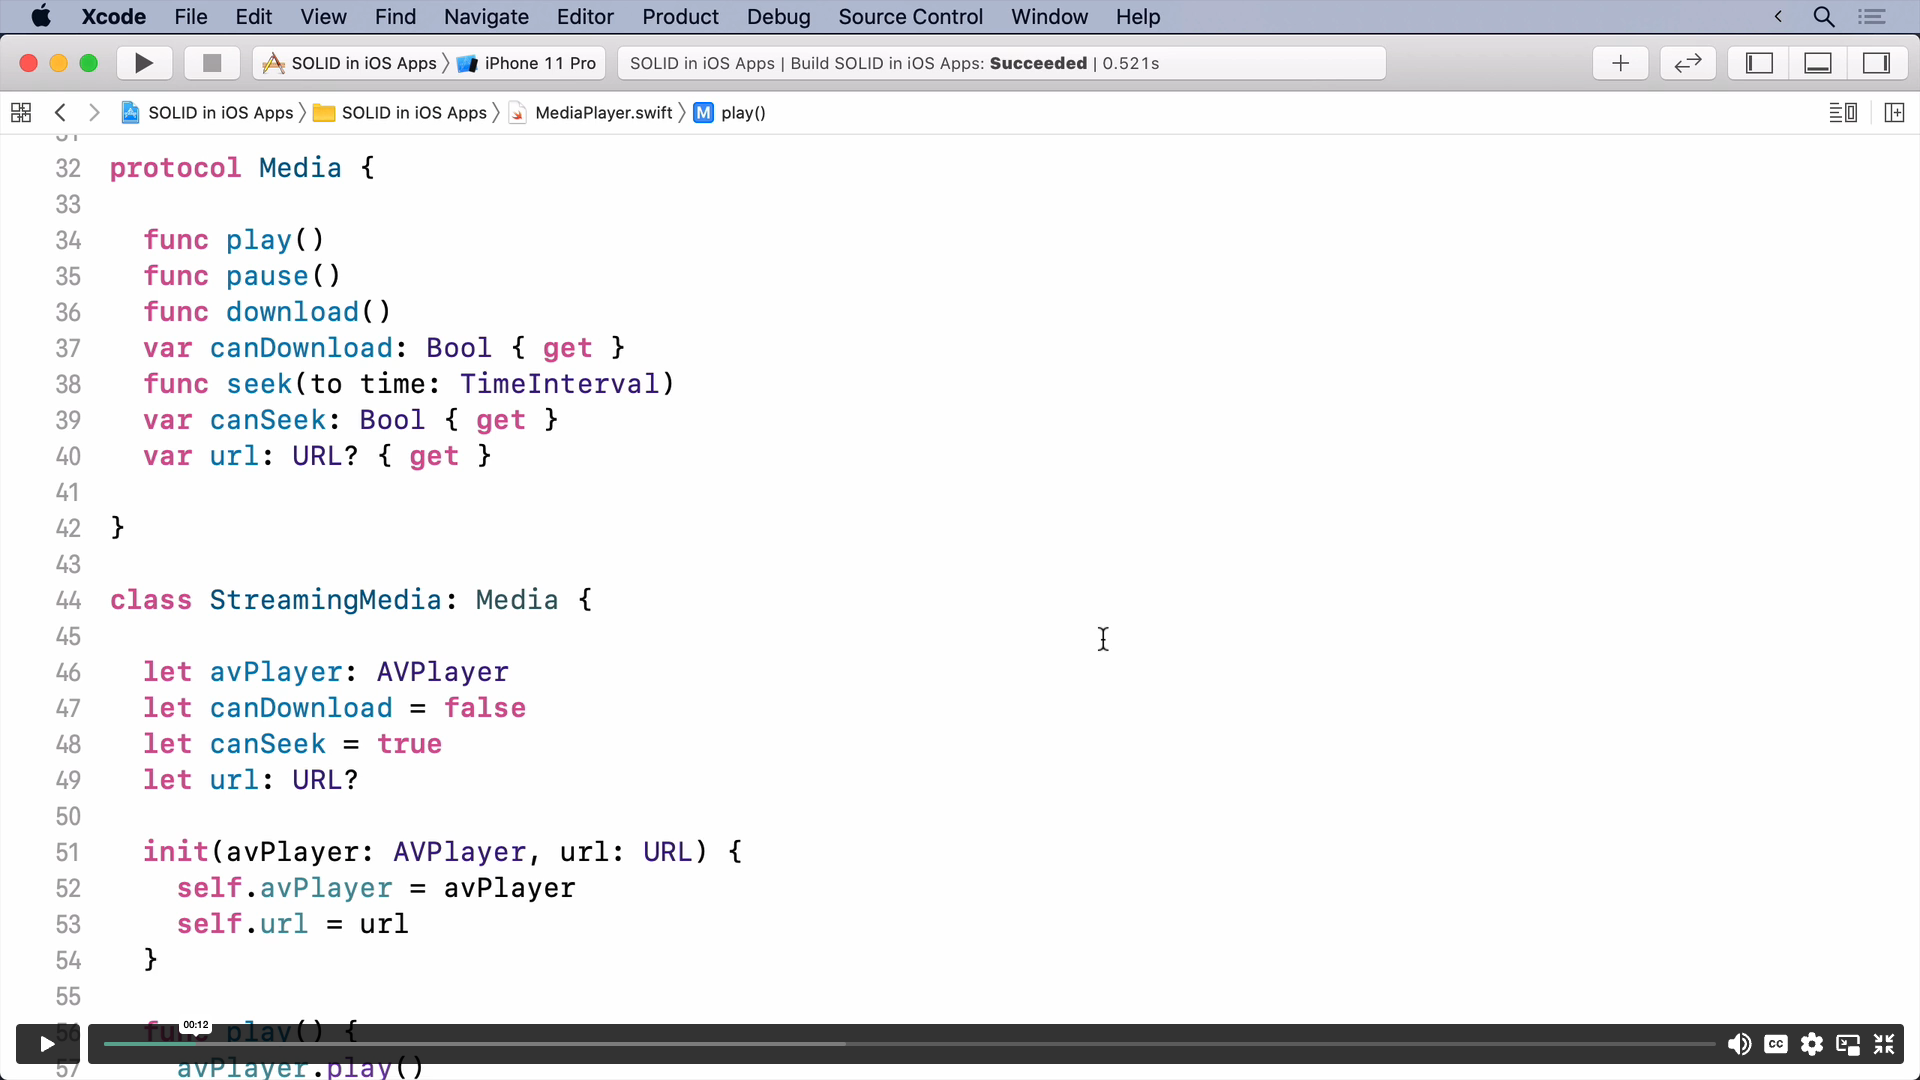 Xcode File Edit View Find Navigate Editor Product Debug Source Control Window Help
SOLID in iOS Apps iPhone 11 Pro SOLID in iOS Apps | Build SOLID in iOS Apps: Succeeded | 0.521s
SOLID in iOS Apps SOLID in iOS Apps MediaPlayer.swift M play()
31
32 protocol Media {
33
34 func play()
35 func pause()
36 func download()
37 var canDownload: Bool { get }
38 func seek(to time: TimeInterval)
39 var canSeek: Bool { get }
40 var url: URL? { get }
41
42 }
43
44 class StreamingMedia: Media {
45
46 let avPlayer: AVPlayer
47 let canDownload = false
48 let canSeek = true
49 let url: URL?
50
51 init(avPlayer: AVPlayer, url: URL) {
52 self.avPlayer = avPlayer
53 self.url = url
54 }
55
56 func play() {
00:12
CC
57 avPlayer.play()